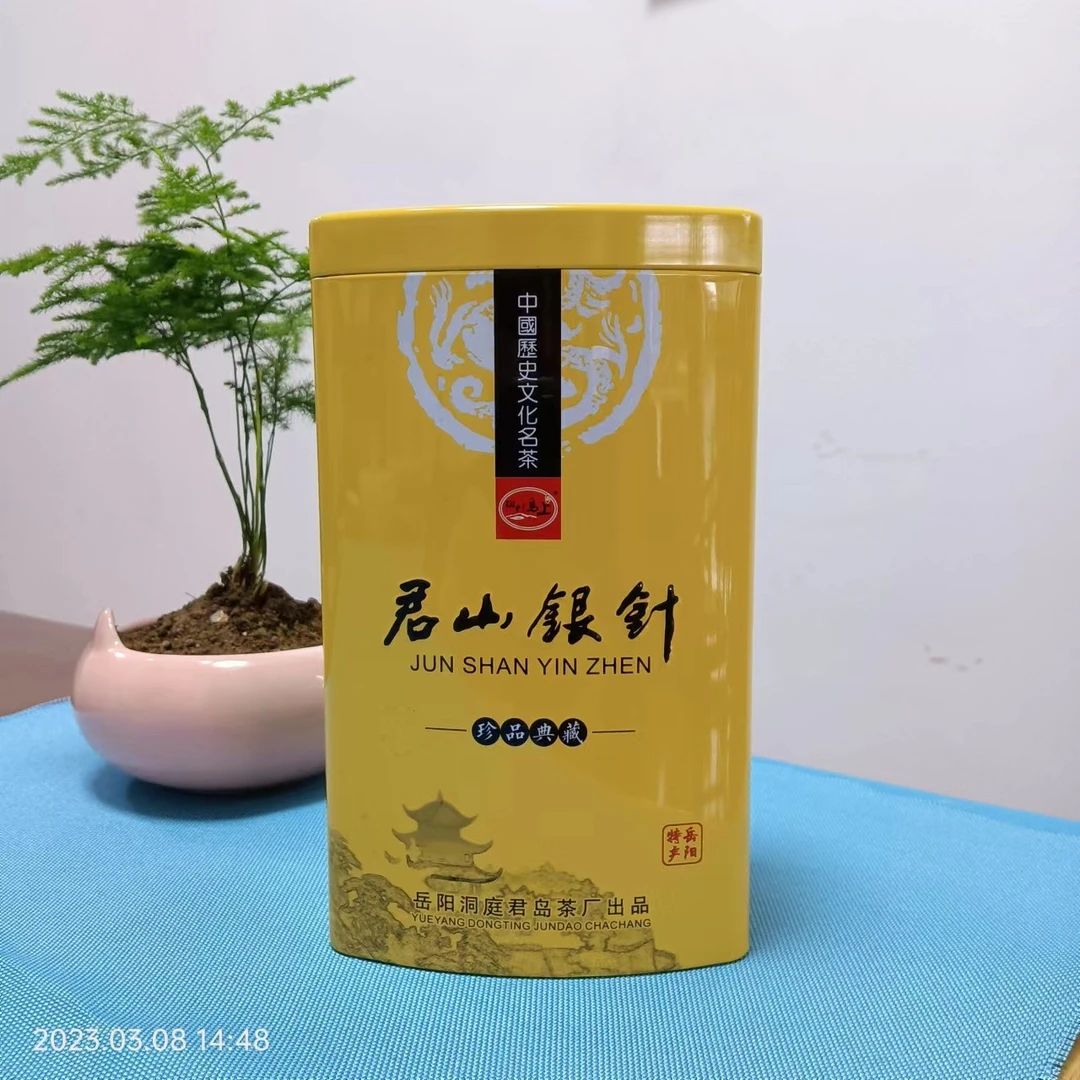 中國歷史文化名茶
君山銀針
JUN SHAN YIN ZHEN
珍品典藏
岳阳
特产
岳阳洞庭君岛茶厂出品
YUEYANG DONGTING JUNDAO CHACHANG
2023.03.08 14:48